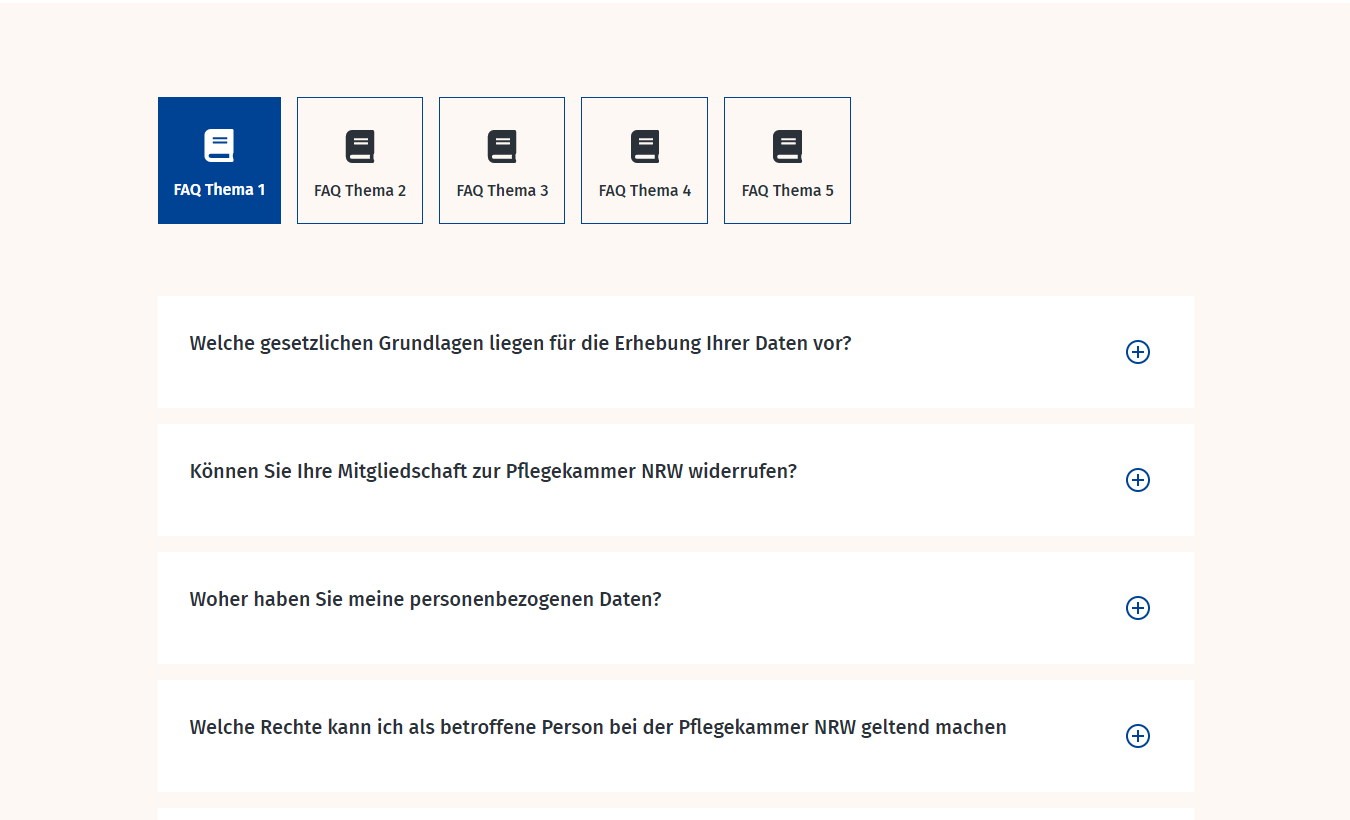 FAQ Thema 1
FAQ Thema 2
FAQ Thema 3
FAQ Thema 4
FAQ Thema 5
Welche gesetzlichen Grundlagen liegen für die Erhebung Ihrer Daten vor?
Können Sie Ihre Mitgliedschaft zur Pflegekammer NRW widerrufen?
Woher haben Sie meine personenbezogenen Daten?
Welche Rechte kann ich als betroffene Person bei der Pflegekammer NRW geltend machen